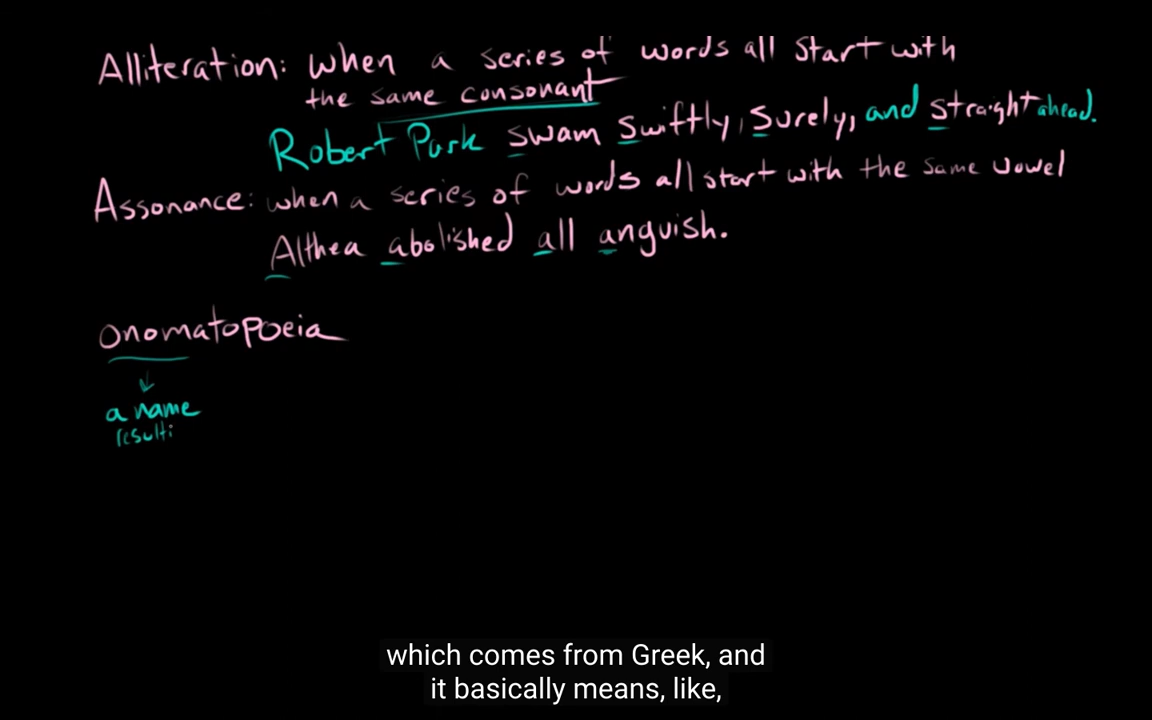 Alliteration: when a series of words all start with
the same consonant
Robert Park swam swiftly, surely, and straight ahead.
Assonance: when a series of words all start with the same vowel
Althea abolished all anguish.
onomatopoeia
a name
resulti
which comes from Greek, and
it basically means, like,